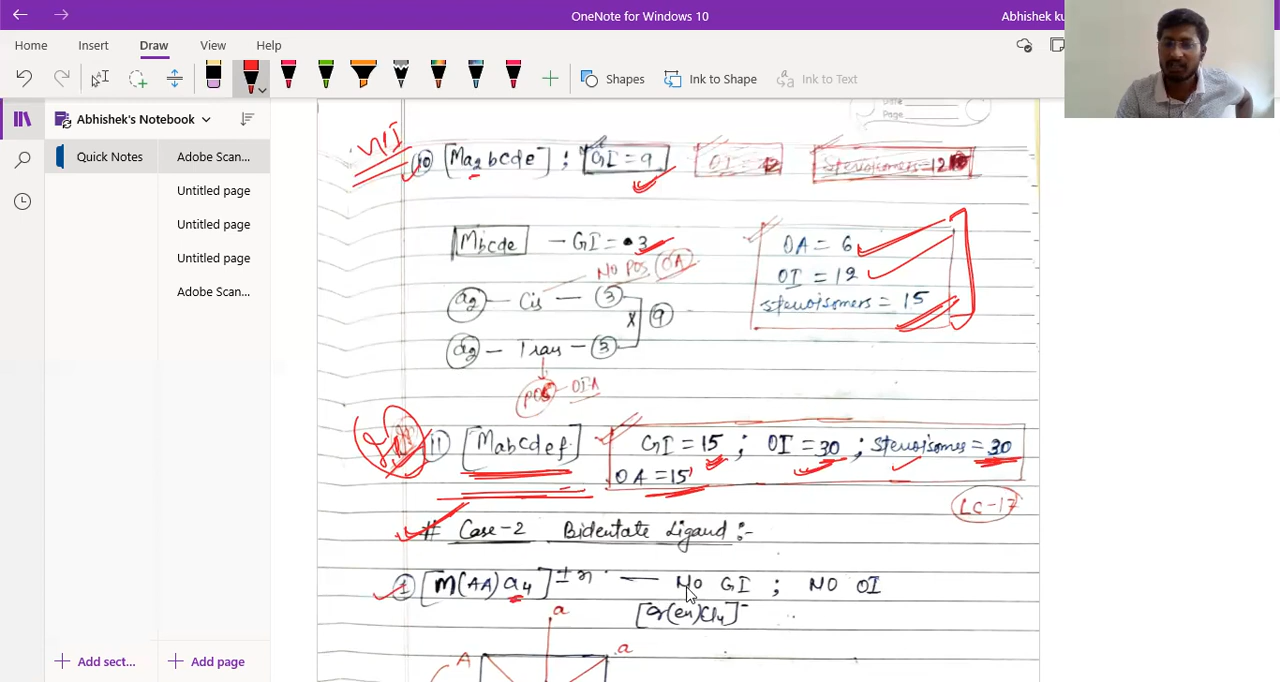 OneNote for Windows 10
Abhishek ku
Home Insert Draw View Help
Shapes Ink to Shape Ink to Text
Abhishek's Notebook
Quick Notes
Adobe Scan...
Untitled page
Untitled page
Untitled page
Adobe Scan...
Add sect... Add page
Page
10) [Ma2bcde] ; GI = 9 OI = 12 Stereoisomers = 12
Mbcde - GI = 3
NO POS OA
a2 - Cis - 3
x 9
a2 - Trans - 3
POS - OIA
OA = 6
OI = 12
Stereoisomers = 15
11) [Mabcdef] GI = 15 ; OI = 30 ; Stereoisomers = 30
OA = 15
LC-17
# Case-2 Bidentate Ligand :-
1 [M(AA)a4]±n — NO GI ; NO OI
[Cr(en)Cl4]-
a
A a